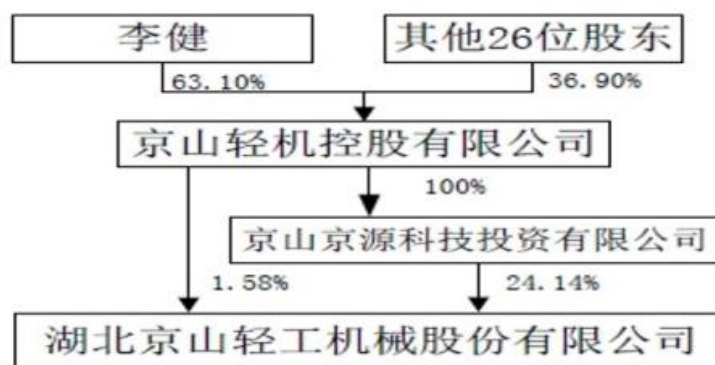 李健
其他26位股东
63.10%
36.90%
京山轻机控股有限公司
100%
京山京源科技投资有限公司
1.58%
24.14%
湖北京山轻工机械股份有限公司